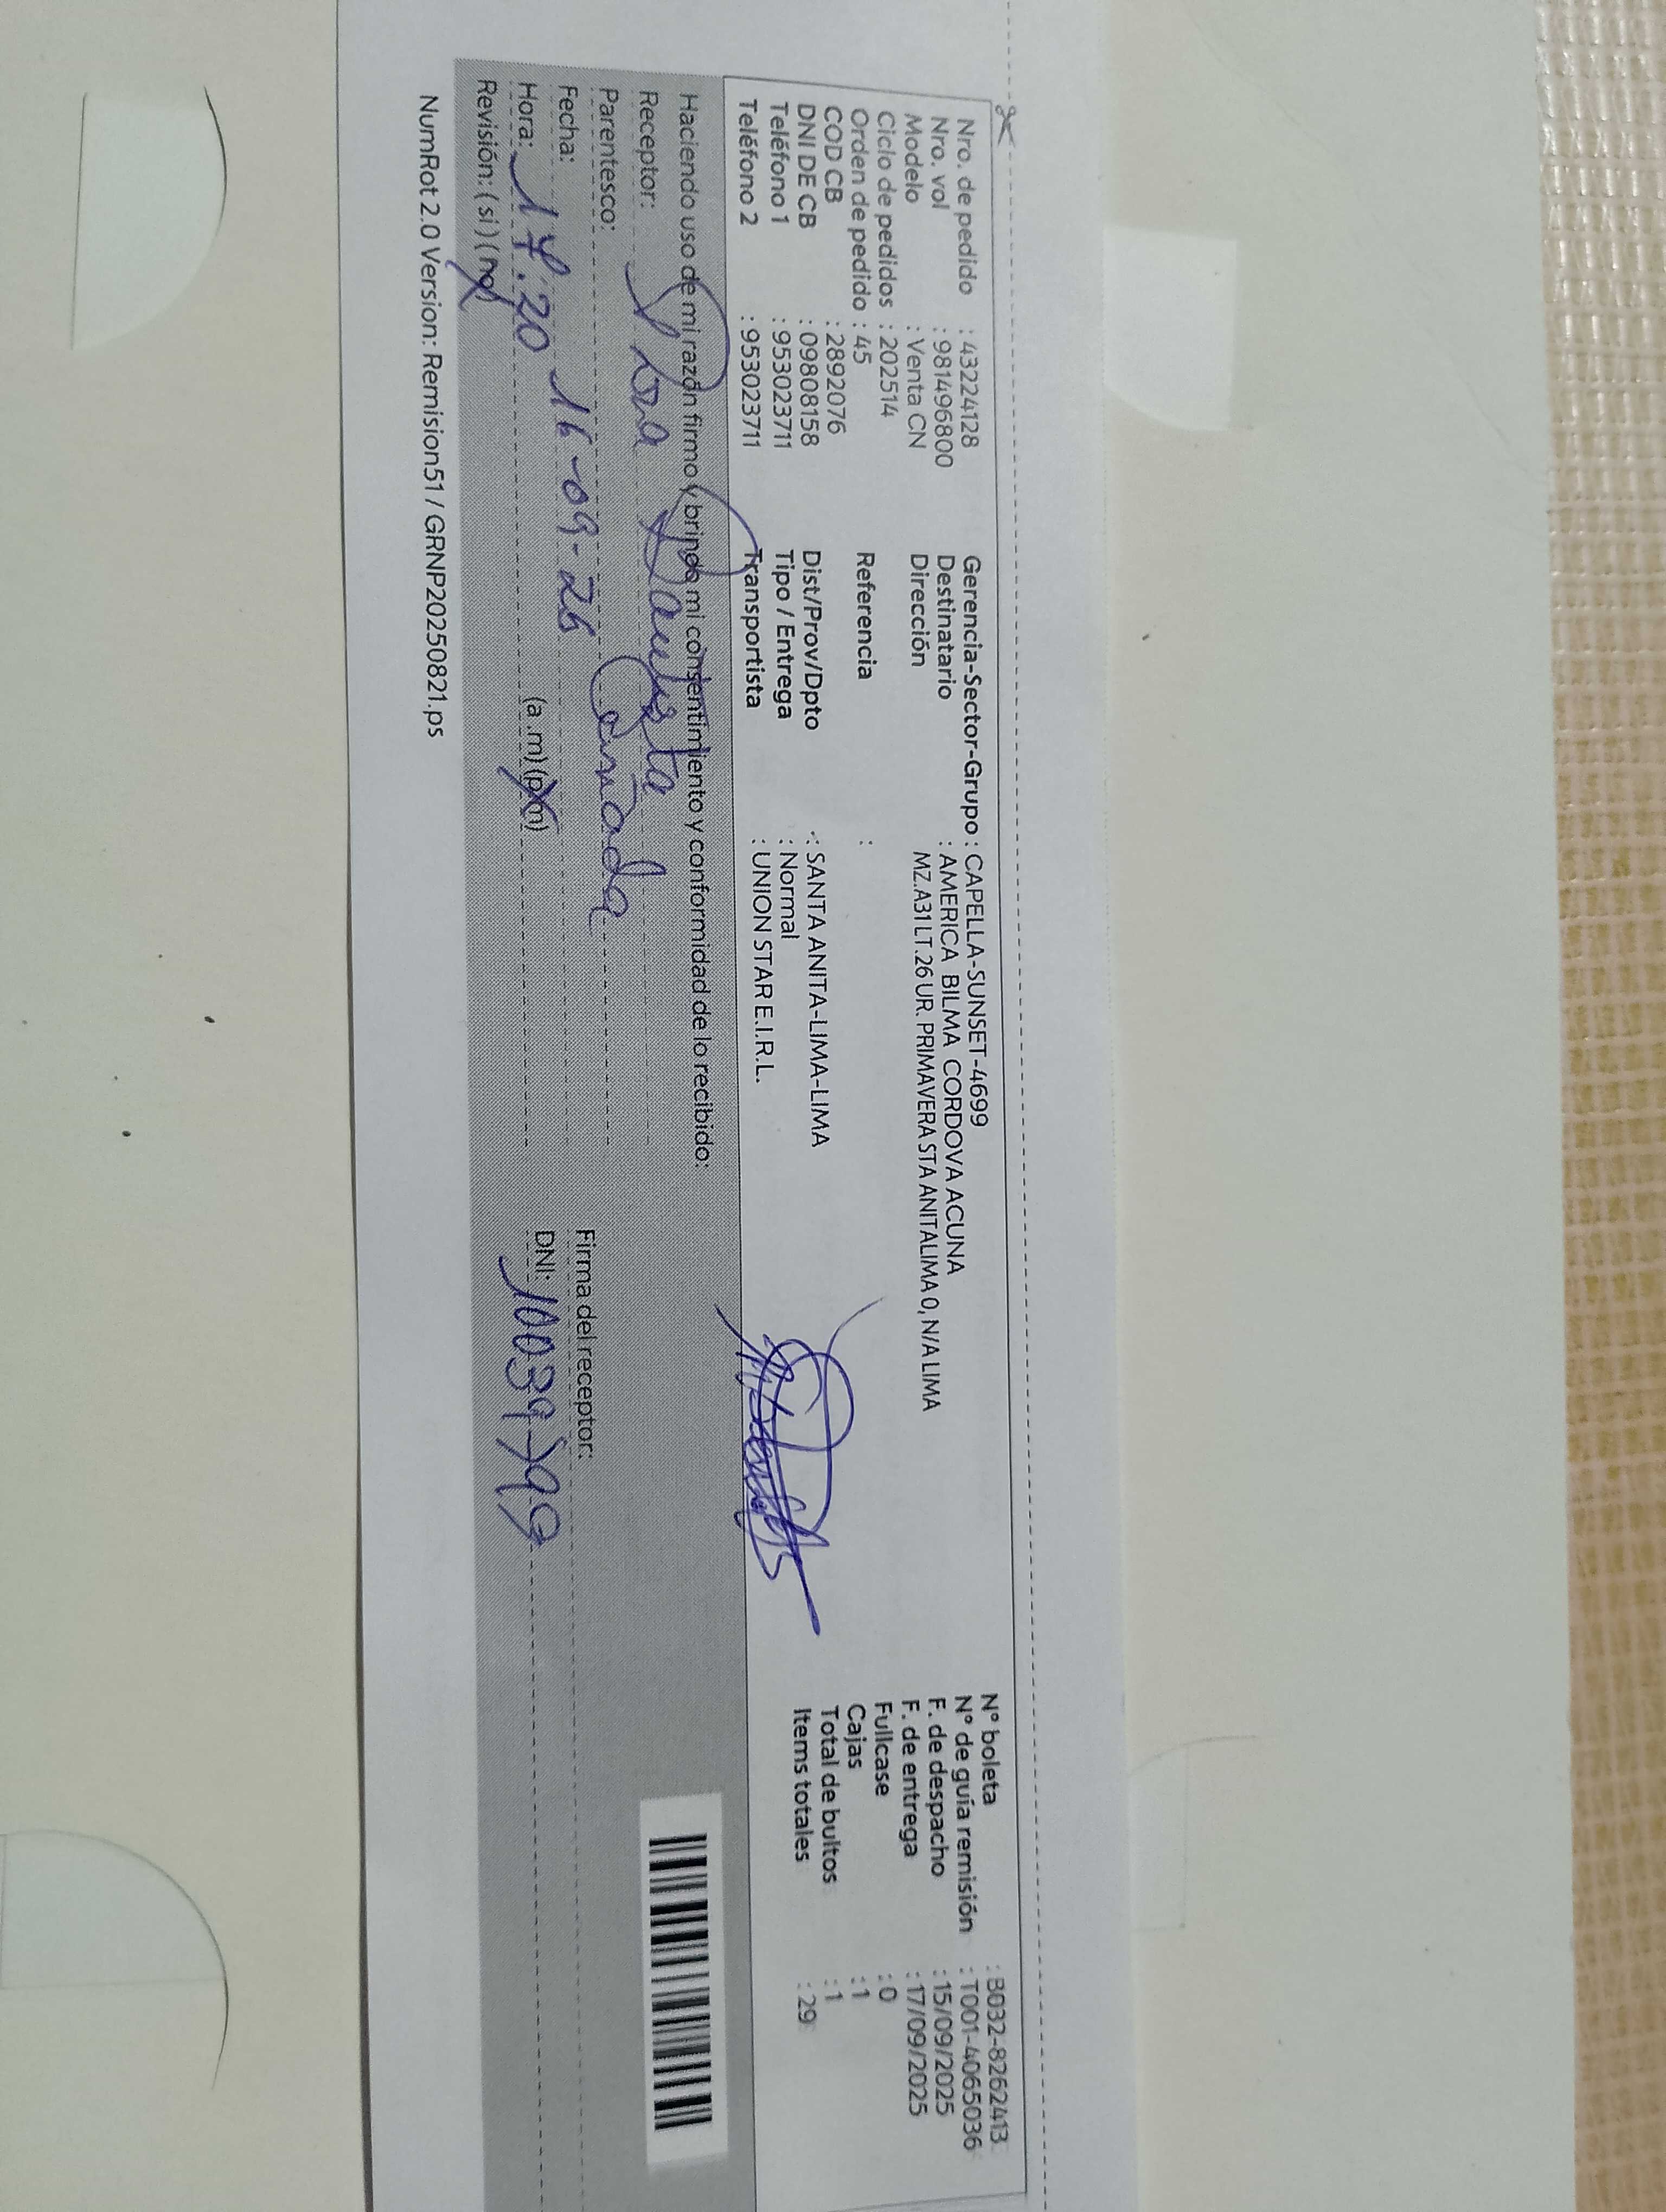 Nro. de pedido : 43224128
Nro. vol : 981496800
Modelo : Venta CN
Ciclo de pedidos : 202514
Orden de pedido : 45
COD CB : 2892076
DNI DE CB : 09808158
Teléfono 1 : 953023711
Teléfono 2 : 953023711
Gerencia-Sector-Grupo : CAPELLA-SUNSET-4699
Destinatario : AMERICA BILMA CORDOVA ACUNA
Dirección MZ.A31 LT.26 UR. PRIMAVERA STA ANITALIMA 0, N/A LIMA
Referencia :
Dist/Prov/Dpto : SANTA ANITA-LIMA-LIMA
Tipo / Entrega : Normal
Transportista : UNION STAR E.I.R.L.
N° boleta : B032-8262413
N° de guía remisión : T001-4065036
F. de despacho : 15/09/2025
F. de entrega : 17/09/2025
Fullcase : 0
Cajas : 1
Total de bultos : 1
Items totales : 29
Haciendo uso de mi razón firmo y brindo mi consentimiento y conformidad de lo recibido:
Receptor:
Parentesco:
Fecha: 16-09-25
Hora: 17:20 (a.m) (p.m)
Revisión: (si) (no)
Firma del receptor:
DNI: 10039799
NumRot 2.0 Version: Remision51 / GRNP20250821.ps